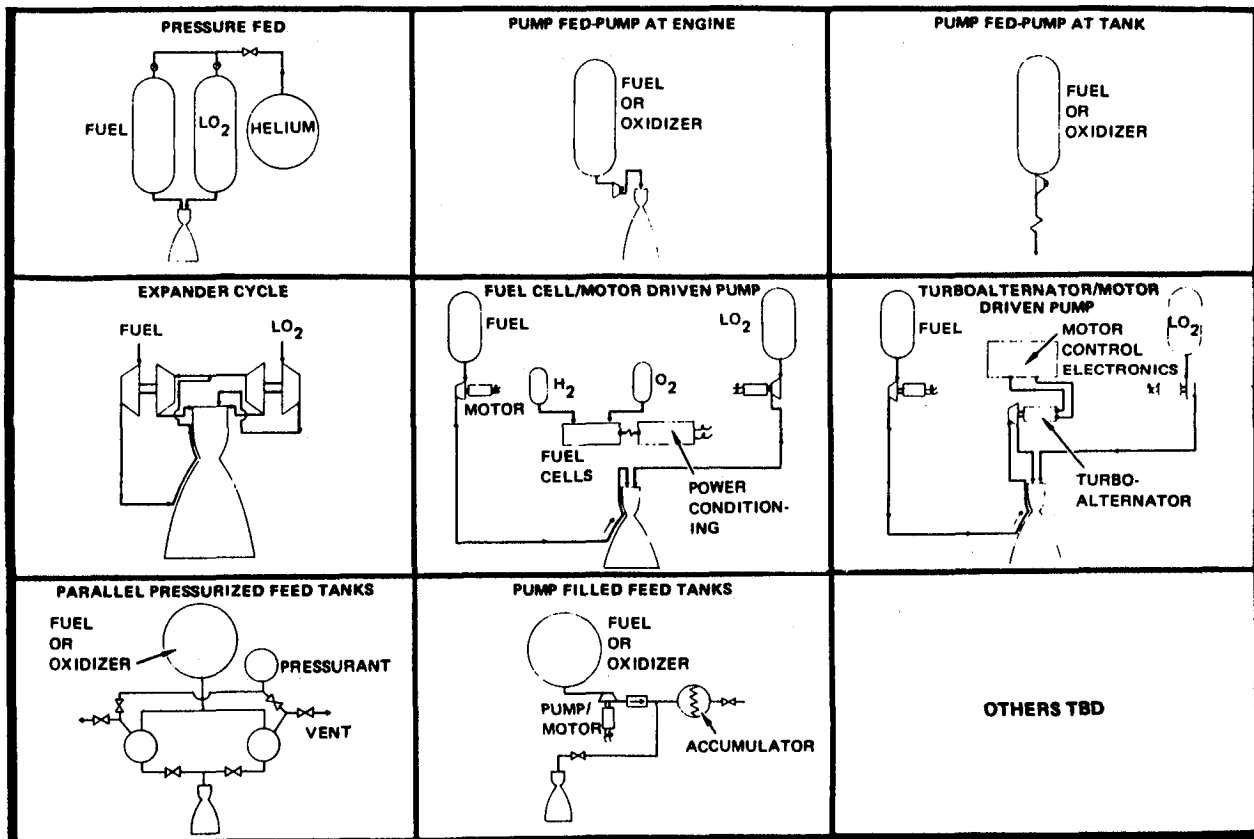 PRESSURE FED
FUEL
LO2
HELIUM
PUMP FED-PUMP AT ENGINE
FUEL
OR
OXIDIZER
PUMP FED-PUMP AT TANK
FUEL
OR
OXIDIZER
EXPANDER CYCLE
FUEL
LO2
FUEL CELL/MOTOR DRIVEN PUMP
FUEL
LO2
H2
O2
MOTOR
FUEL
CELLS
POWER
CONDITION-
ING
TURBOALTERNATOR/MOTOR
DRIVEN PUMP
FUEL
LO2
MOTOR
CONTROL
ELECTRONICS
TURBO-
ALTERNATOR
PARALLEL PRESSURIZED FEED TANKS
FUEL
OR
OXIDIZER
PRESSURANT
VENT
PUMP FILLED FEED TANKS
FUEL
OR
OXIDIZER
PUMP/
MOTOR
ACCUMULATOR
OTHERS TBD